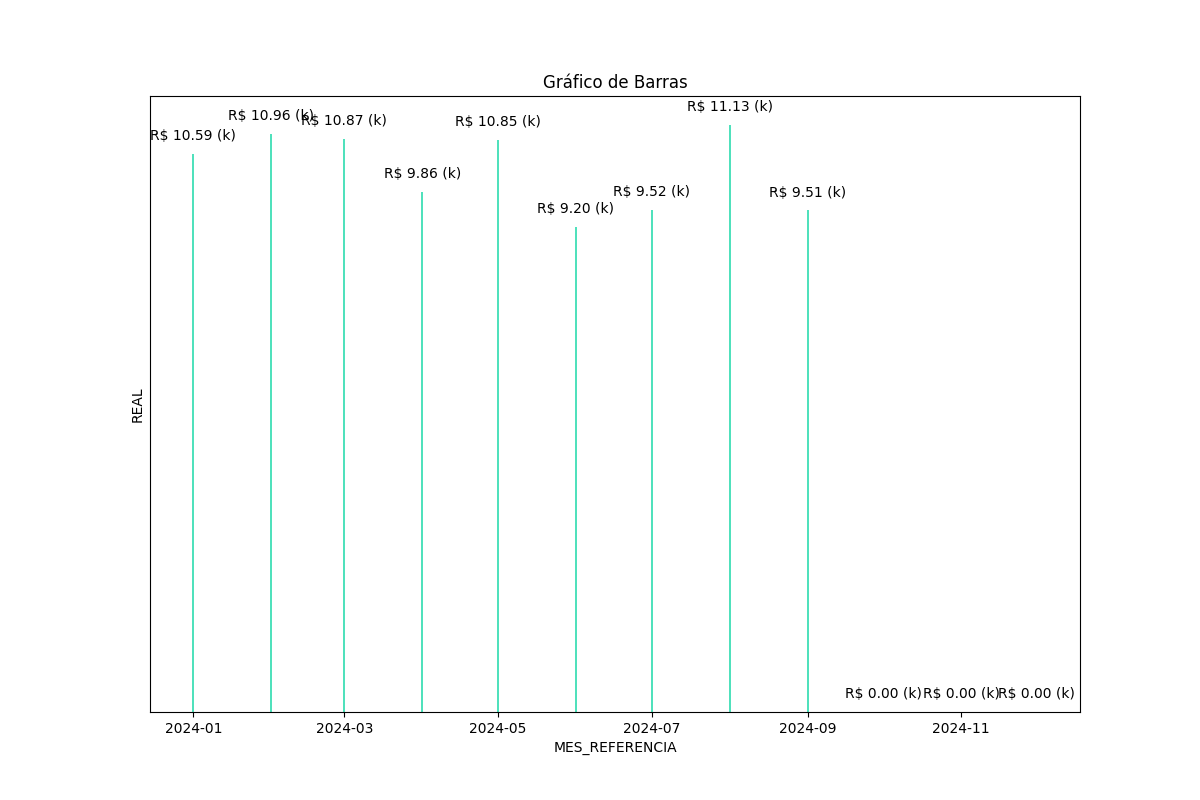 Gráfico de Barras
R$ 11.13 (k)
R$ 10.96 (k)
R$ 10.87 (k)
R$ 10.85 (k)
R$ 10.59 (k)
R$ 9.86 (k)
R$ 9.52 (k)
R$ 9.51 (k)
R$ 9.20 (k)
REAL
R$ 0.00 (k)
R$ 0.00 (k)
R$ 0.00 (k)
2024-01
2024-03
2024-05
2024-07
2024-09
2024-11
MES_REFERENCIA